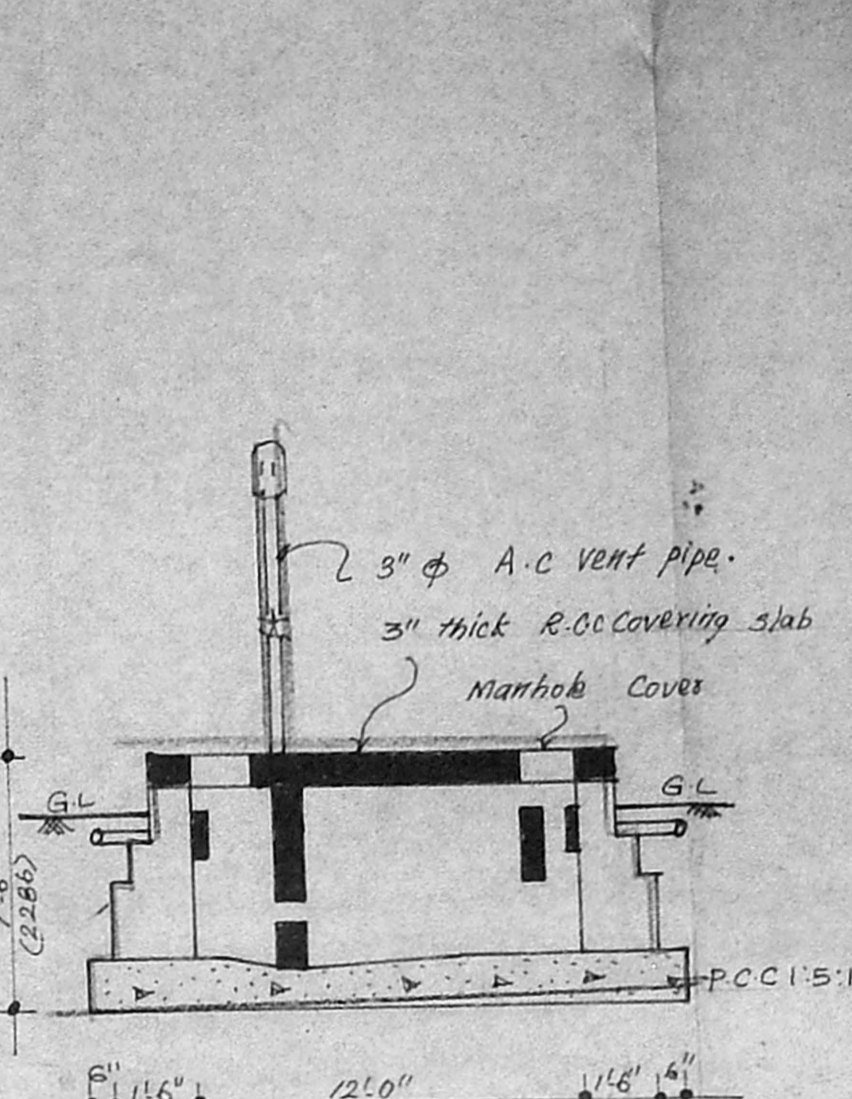 3" ϕ A.C vent pipe.
3" thick R.C.C Covering slab
Manhole Cover
G.L
G.L
(2286)
P.C.C 1:5:1
6" 1'-6" 12'-0" 1'-6" 6"